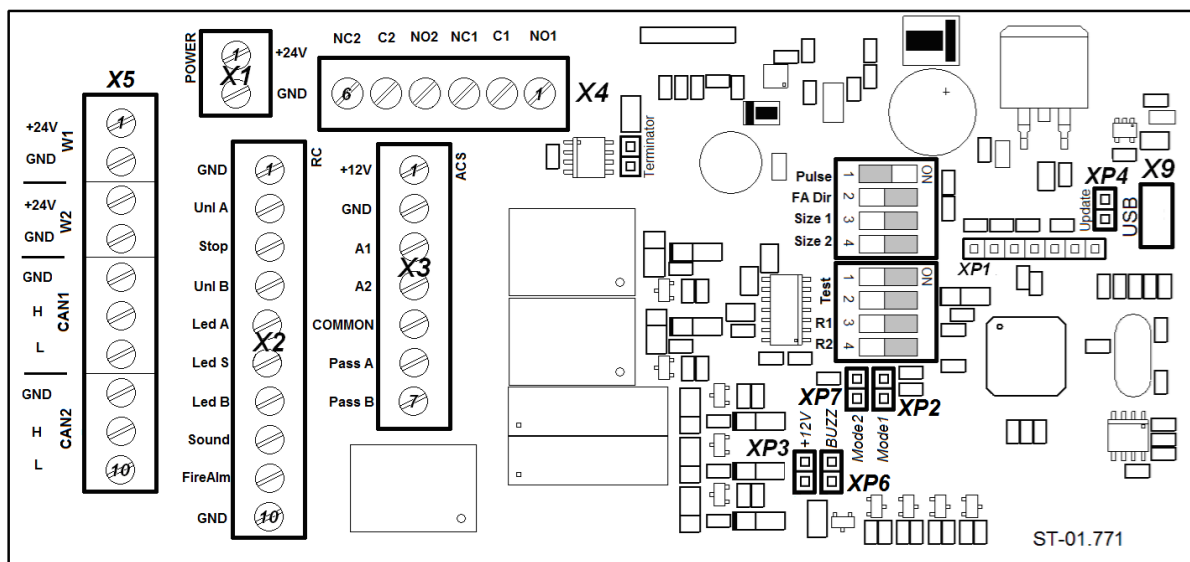 X5
1
+24V
GND
W1
+24V
GND
W2
GND
H
L
CAN1
GND
H
L
CAN2
10
POWER
X1
1
+24V
GND
NC2 C2 NO2 NC1 C1 NO1
6
1
X4
RC
X2
1
GND
Unl A
Stop
Unl B
Led A
Led S
Led B
Sound
FireAlm
GND
10
ACS
X3
1
+12V
GND
A1
A2
COMMON
Pass A
Pass B
7
Terminator
+
Pulse 1 ON
FA Dir 2
Size 1 3
Size 2 4
Test
1 ON
2
R1 3
R2 4
XP4
Update
X9
USB
XP1
XP7
Mode2
Mode1
XP2
XP3
+12V
BUZZ
XP6
ST-01.771